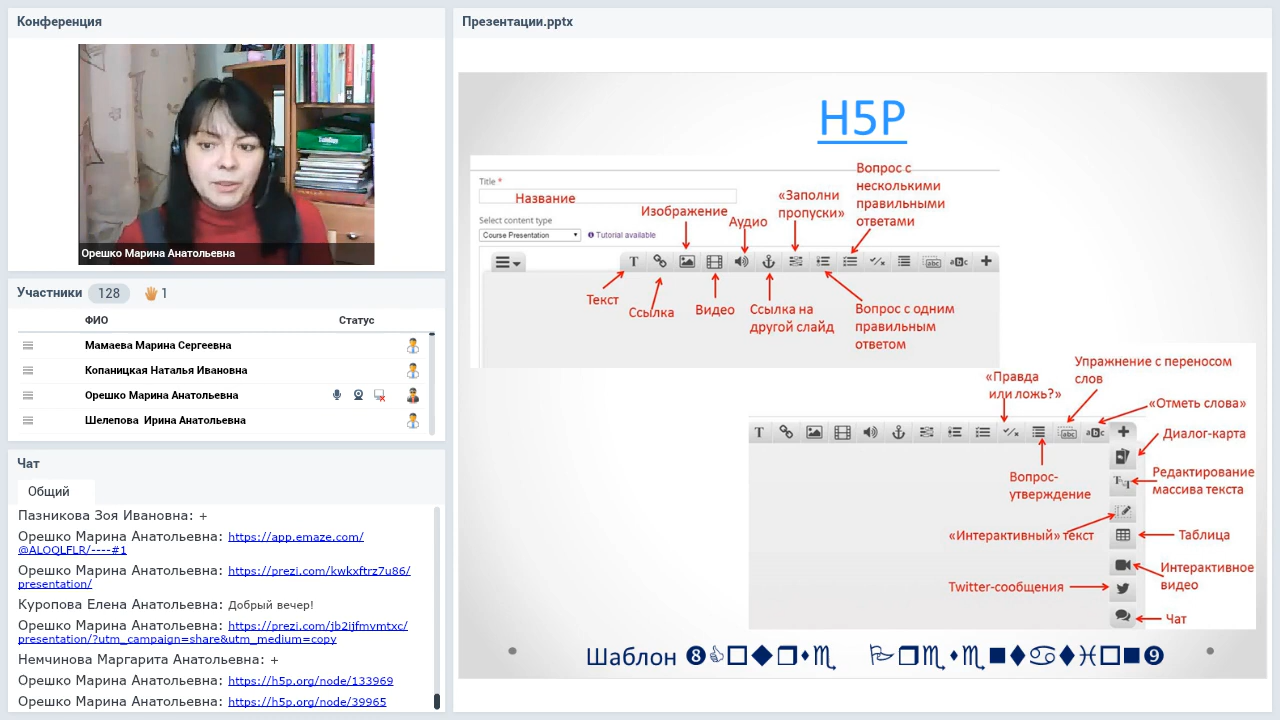 Конференция
Орешко Марина Анатольевна
Участники 128 1
ФИО Статус
Мамаева Марина Сергеевна
Копаницкая Наталья Ивановна
Орешко Марина Анатольевна
Шелепова Ирина Анатольевна
Чат
Общий
Пазникова Зоя Ивановна: +
Орешко Марина Анатольевна: https://app.emaze.com/
@ALOQLFLR/----#1
Орешко Марина Анатольевна: https://prezi.com/kwkxftrz7u86/
presentation/
Куропова Елена Анатольевна: Добрый вечер!
Орешко Марина Анатольевна: https://prezi.com/jb2ijfmvmtxc/
presentation/?utm_campaign=share&utm_medium=copy
Немчинова Маргарита Анатольевна: +
Орешко Марина Анатольевна: https://h5p.org/node/133969
Орешко Марина Анатольевна: https://h5p.org/node/39965
Презентации.pptx
H5P
Title *
Название
Select content type
Course Presentation
Tutorial available
Изображение
Аудио
«Заполни
пропуски»
Вопрос с
несколькими
правильными
ответами
T
abc
abc
Текст
Ссылка
Видео
Ссылка на
другой слайд
Вопрос с одним
правильным
ответом
«Правда
или ложь?»
Упражнение с переносом
слов
«Отметь слова»
T
abc
abc
Диалог-карта
Вопрос-
утверждение
Редактирование
массива текста
«Интерактивный» текст
Таблица
Интерактивное
видео
Twitter-сообщения
Чат
Шаблон